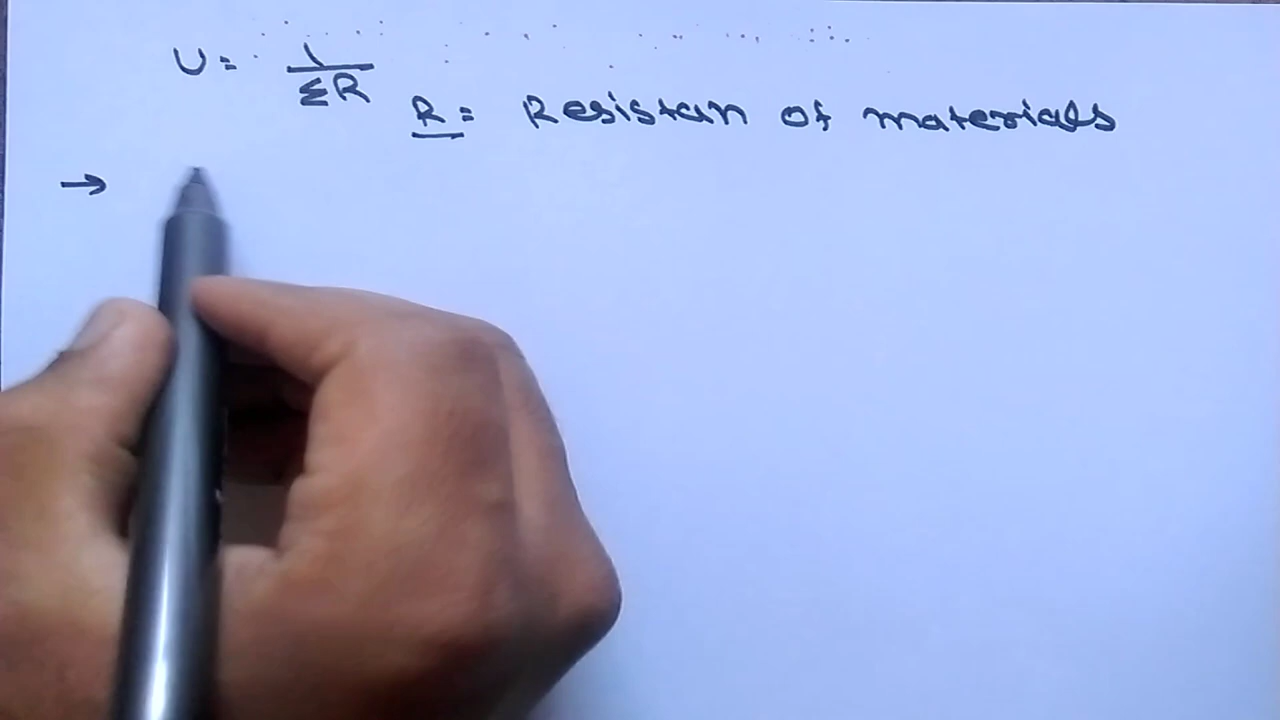 U = 1/ΣR
R = Resistan of materials
→